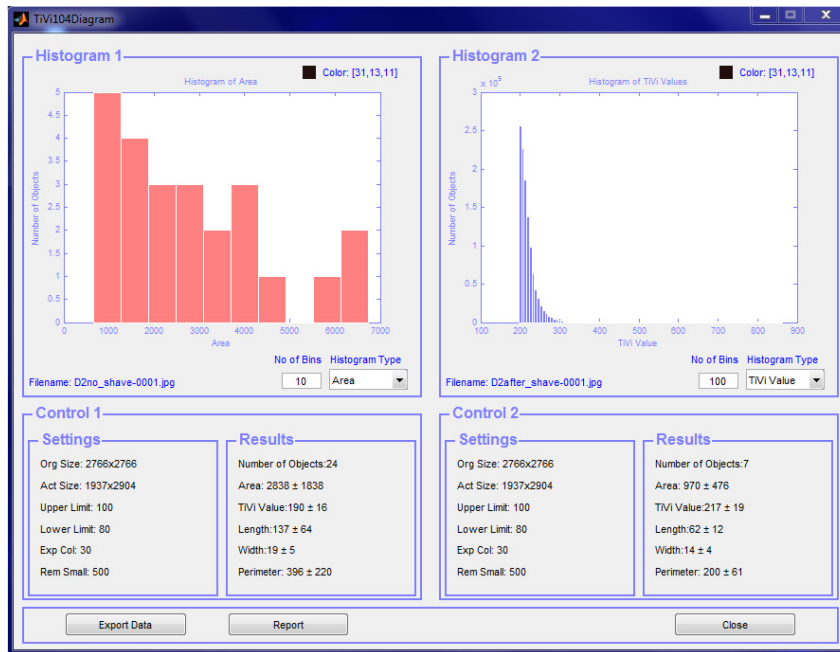 TiVi104Diagram
Histogram 1
Color: [31,13,11]
Histogram of Area
5
4.5
4
3.5
3
2.5
2
1.5
1
0.5
0
Number of Objects
0 1000 2000 3000 4000 5000 6000 7000
Area
No of Bins Histogram Type
Filename: D2no_shave-0001.jpg 10 Area
Histogram 2
Color: [31,13,11]
x 10^5 Histogram of TiVi Values
3
2.5
2
1.5
1
0.5
0
Number of Objects
100 200 300 400 500 600 700 800 900
TiVi Value
No of Bins Histogram Type
Filename: D2after_shave-0001.jpg 100 TiVi Value
Control 1
Settings
Org Size: 2766x2766
Act Size: 1937x2904
Upper Limit: 100
Lower Limit: 80
Exp Col: 30
Rem Small: 500
Results
Number of Objects:24
Area: 2838 ± 1838
TiVi Value:190 ± 16
Length:137 ± 64
Width:19 ± 5
Perimeter: 396 ± 220
Control 2
Settings
Org Size: 2766x2766
Act Size: 1937x2904
Upper Limit: 100
Lower Limit: 80
Exp Col: 30
Rem Small: 500
Results
Number of Objects:7
Area: 970 ± 476
TiVi Value:217 ± 19
Length:62 ± 12
Width:14 ± 4
Perimeter: 200 ± 61
Export Data
Report
Close